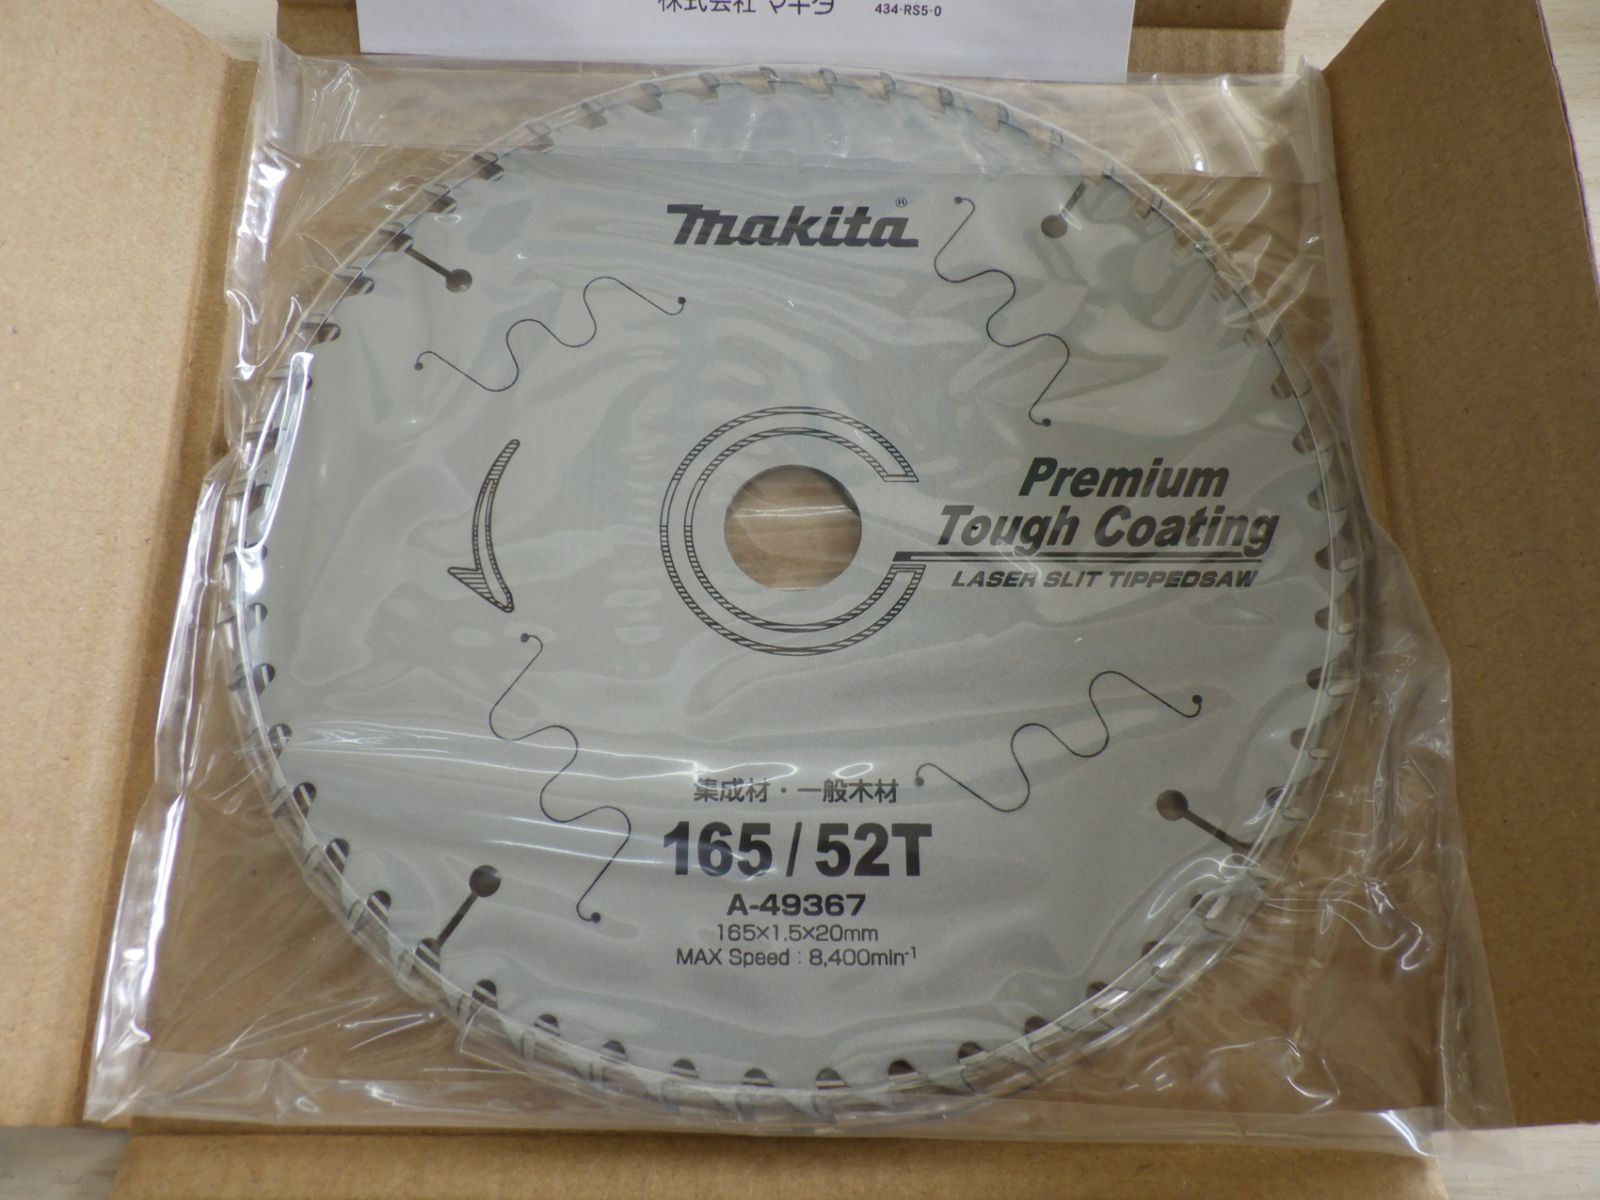 株式会社 マキタ 434-RS5-0
makita®
Premium
Tough Coating
LASER SLIT TIPPEDSAW
集成材・一般木材
165/52T
A-49367
165×1.5×20mm
MAX Speed : 8,400min⁻¹